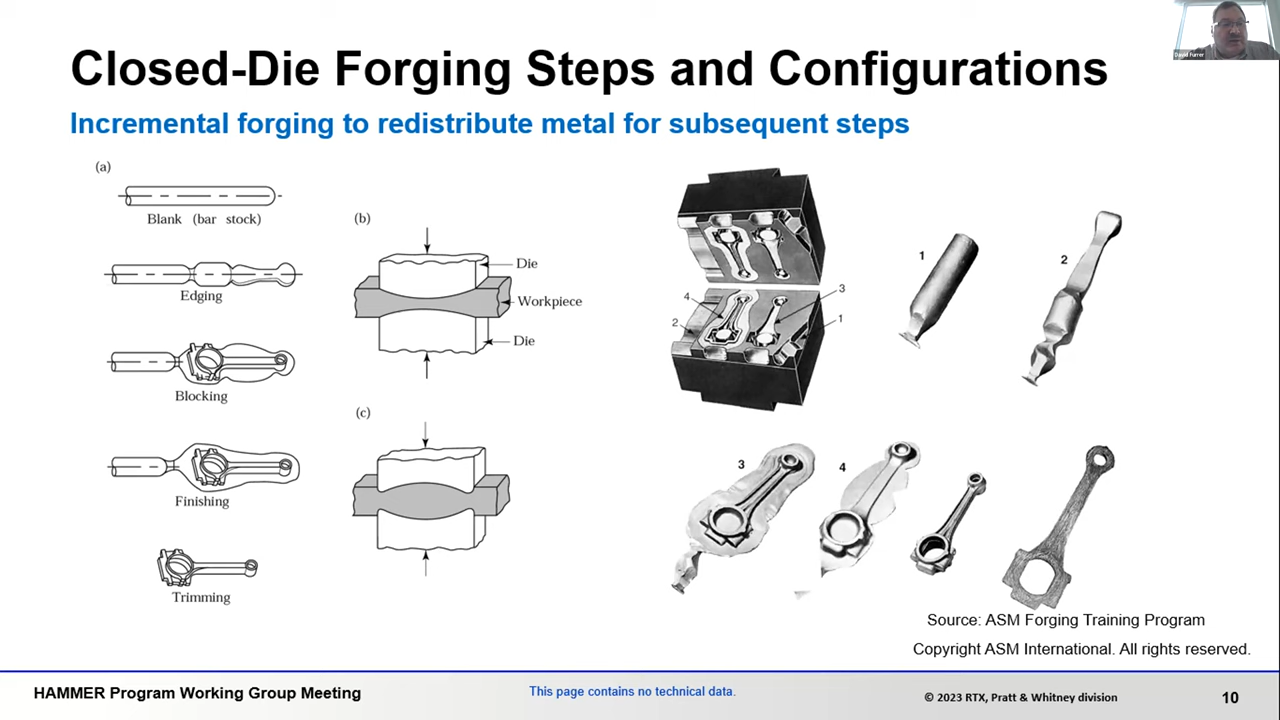 David Furrer
Closed-Die Forging Steps and Configurations
Incremental forging to redistribute metal for subsequent steps
(a)
Blank (bar stock)
Edging
Blocking
Finishing
Trimming
(b)
Die
Workpiece
Die
(c)
4
3
2
1
1
2
3
4
Source: ASM Forging Training Program
Copyright ASM International. All rights reserved.
HAMMER Program Working Group Meeting
This page contains no technical data.
© 2023 RTX, Pratt & Whitney division
10